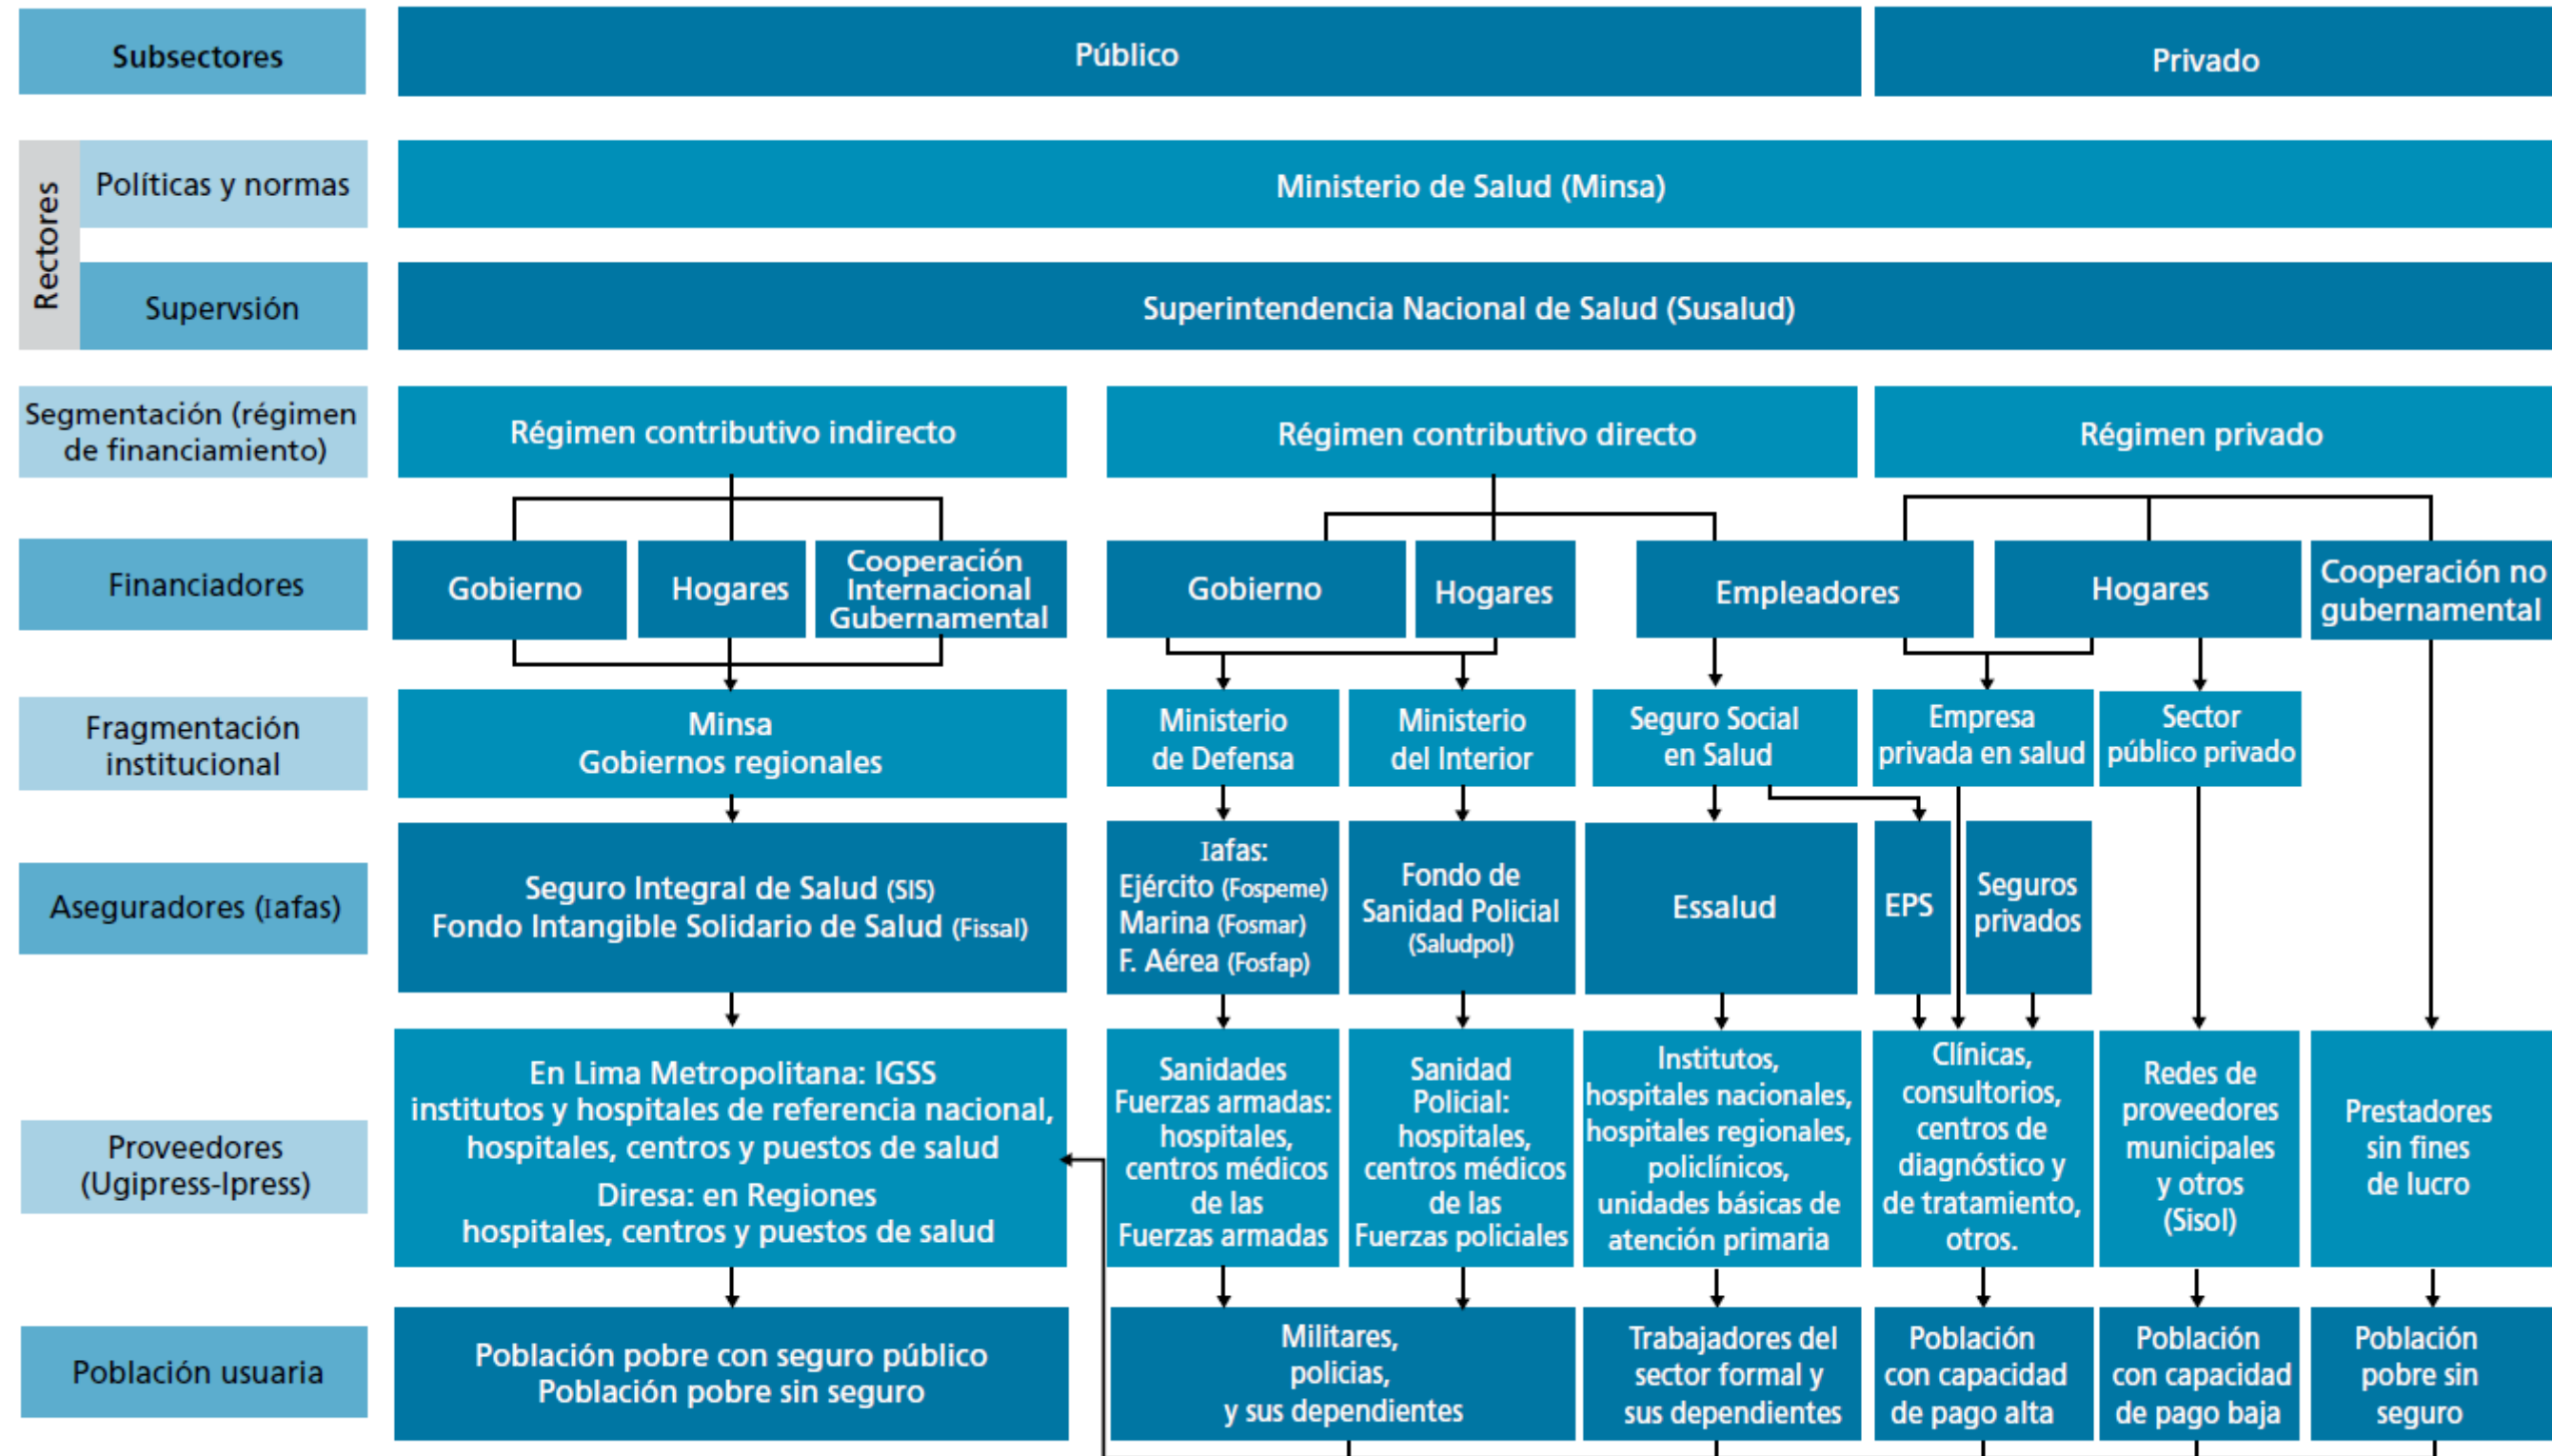 Subsectores
Público
Privado
Rectores
Políticas y normas
Ministerio de Salud (Minsa)
Supervsión
Superintendencia Nacional de Salud (Susalud)
Segmentación (régimen
de financiamiento)
Régimen contributivo indirecto
Régimen contributivo directo
Régimen privado
Financiadores
Gobierno
Hogares
Cooperación
Internacional
Gubernamental
Gobierno
Hogares
Empleadores
Hogares
Cooperación no
gubernamental
Fragmentación
institucional
Minsa
Gobiernos regionales
Ministerio
de Defensa
Ministerio
del Interior
Seguro Social
en Salud
Empresa
privada en salud
Sector
público privado
Aseguradores (Iafas)
Seguro Integral de Salud (SIS)
Fondo Intangible Solidario de Salud (Fissal)
Iafas:
Ejército (Fospeme)
Marina (Fosmar)
F. Aérea (Fosfap)
Fondo de
Sanidad Policial
(Saludpol)
Essalud
EPS
Seguros
privados
Proveedores
(Ugipress-Ipress)
En Lima Metropolitana: IGSS
institutos y hospitales de referencia nacional,
hospitales, centros y puestos de salud
Diresa: en Regiones
hospitales, centros y puestos de salud
Sanidades
Fuerzas armadas:
hospitales,
centros médicos
de las
Fuerzas armadas
Sanidad
Policial:
hospitales,
centros médicos
de las
Fuerzas policiales
Institutos,
hospitales nacionales,
hospitales regionales,
policlínicos,
unidades básicas de
atención primaria
Clínicas,
consultorios,
centros de
diagnóstico y
de tratamiento,
otros.
Redes de
proveedores
municipales
y otros
(Sisol)
Prestadores
sin fines
de lucro
Población usuaria
Población pobre con seguro público
Población pobre sin seguro
Militares,
policias,
y sus dependientes
Trabajadores del
sector formal y
sus dependientes
Población
con capacidad
de pago alta
Población
con capacidad
de pago baja
Población
pobre sin
seguro